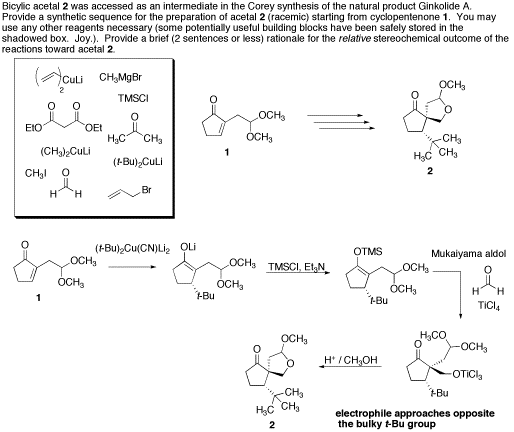 Bicylic acetal 2 was accessed as an intermediate in the Corey synthesis of the natural product Ginkolide A.
Provide a synthetic sequence for the preparation of acetal 2 (racemic) starting from cyclopentenone 1. You may
use any other reagents necessary (some potentially useful building blocks have been safely stored in the
shadowed box. Joy.). Provide a brief (2 sentences or less) rationale for the relative stereochemical outcome of the
reactions toward acetal 2.
( )2CuLi
CH3MgBr
TMSCl
O O
EtO OEt
O
H3C CH3
(CH3)2CuLi
(t-Bu)2CuLi
CH3I
O
H H
Br
O
OCH3
OCH3
1
OCH3
O
O
CH3
H3C CH3
2
O
OCH3
OCH3
1
(t-Bu)2Cu(CN)Li2
OLi
OCH3
OCH3
t-Bu
TMSCl, Et3N
OTMS
OCH3
OCH3
t-Bu
Mukaiyama aldol
O
H H
TiCl4
H3CO
OCH3
O
OTiCl3
t-Bu
H+ / CH3OH
OCH3
O
O
CH3
H3C CH3
2
electrophile approaches opposite
the bulky t-Bu group